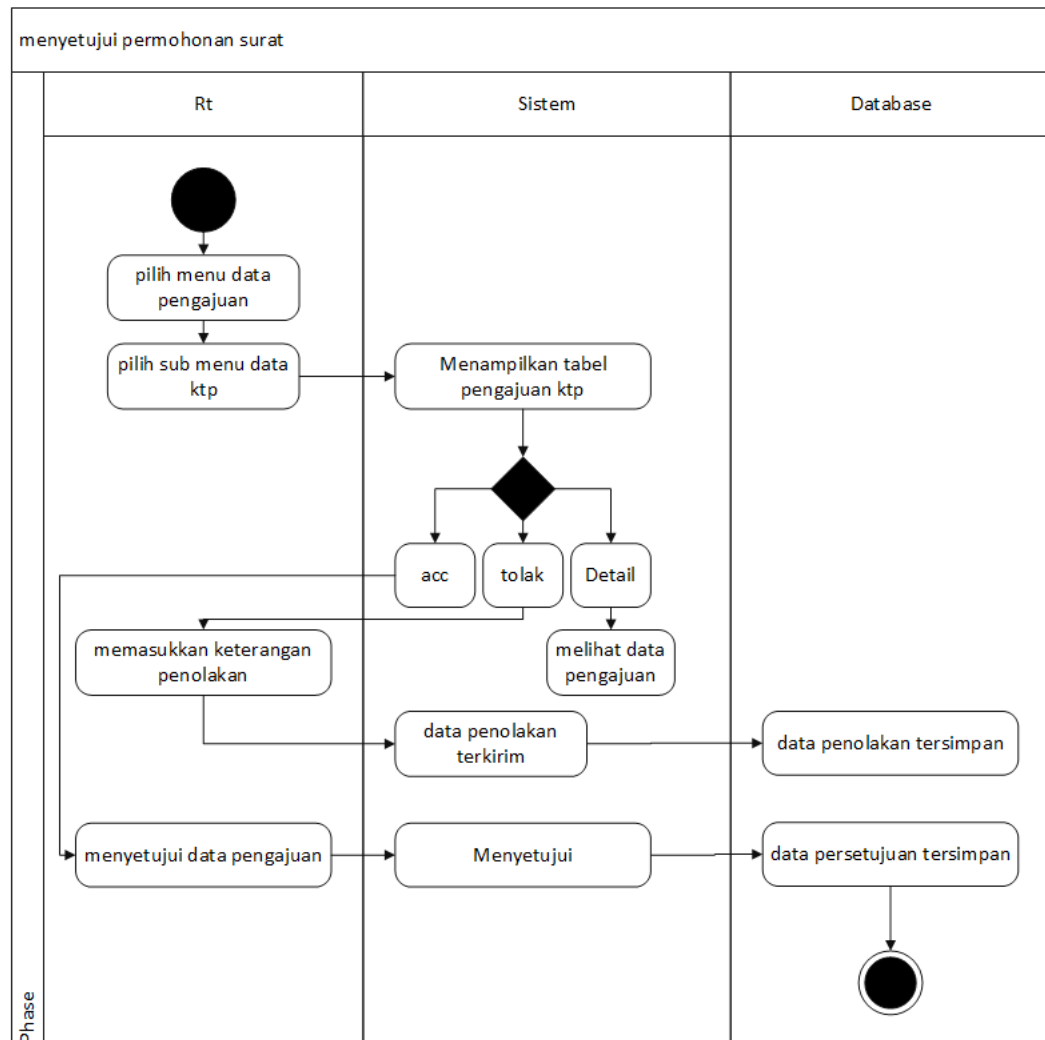 menyetujui permohonan surat
Rt
Sistem
Database
pilih menu data
pengajuan
pilih sub menu data
ktp
Menampilkan tabel
pengajuan ktp
acc
tolak
Detail
memasukkan keterangan
penolakan
melihat data
pengajuan
data penolakan
terkirim
data penolakan tersimpan
menyetujui data pengajuan
Menyetujui
data persetujuan tersimpan
Phase